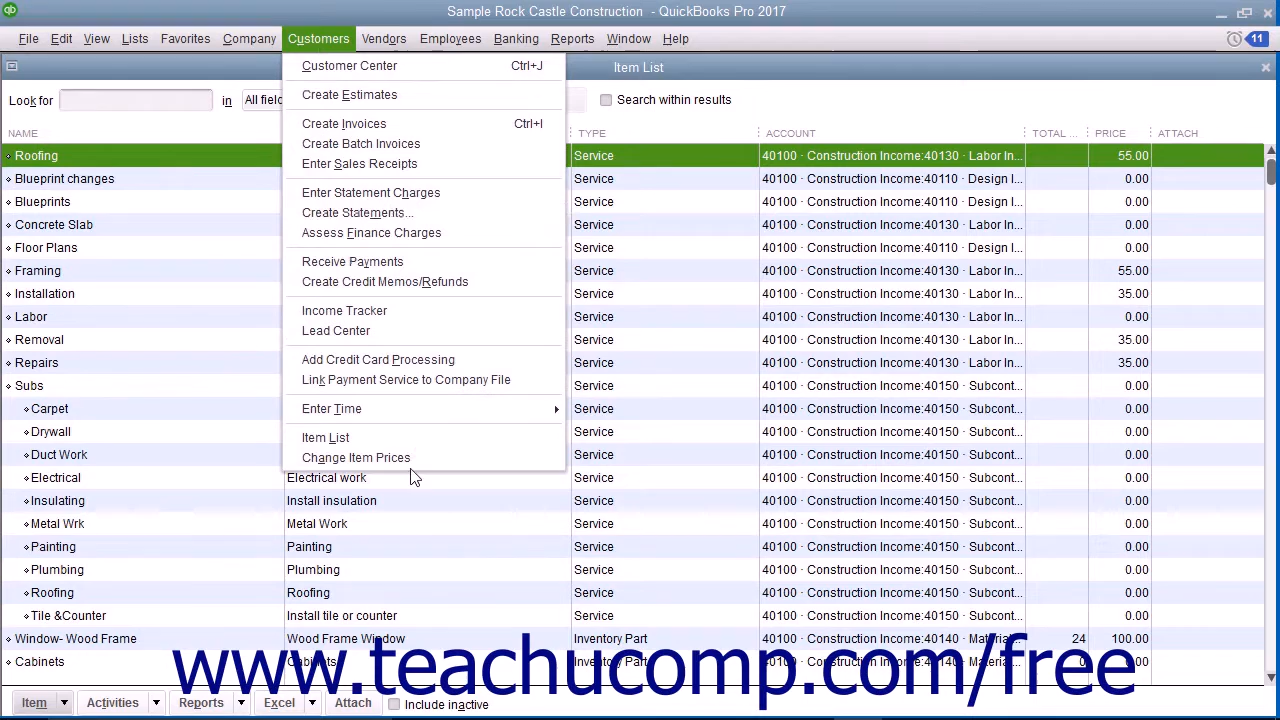 qb Sample Rock Castle Construction - QuickBooks Pro 2017
File Edit View Lists Favorites Company Customers Vendors Employees Banking Reports Window Help 11
Item List
Look for in All field Search within results
NAME TYPE ACCOUNT TOTAL ... PRICE ATTACH
Customer Center Ctrl+J
Create Estimates
Create Invoices Ctrl+I
Create Batch Invoices
Enter Sales Receipts
Enter Statement Charges
Create Statements...
Assess Finance Charges
Receive Payments
Create Credit Memos/Refunds
Income Tracker
Lead Center
Add Credit Card Processing
Link Payment Service to Company File
Enter Time
Item List
Change Item Prices
Roofing Service 40100 · Construction Income:40130 · Labor In... 55.00
Blueprint changes Service 40100 · Construction Income:40110 · Design I... 0.00
Blueprints Service 40100 · Construction Income:40110 · Design I... 0.00
Concrete Slab Service 40100 · Construction Income:40130 · Labor In... 0.00
Floor Plans Service 40100 · Construction Income:40110 · Design I... 0.00
Framing Service 40100 · Construction Income:40130 · Labor In... 55.00
Installation Service 40100 · Construction Income:40130 · Labor In... 35.00
Labor Service 40100 · Construction Income:40130 · Labor In... 0.00
Removal Service 40100 · Construction Income:40130 · Labor In... 35.00
Repairs Service 40100 · Construction Income:40130 · Labor In... 35.00
Subs Service 40100 · Construction Income:40150 · Subcont... 0.00
Carpet Service 40100 · Construction Income:40150 · Subcont... 0.00
Drywall Service 40100 · Construction Income:40150 · Subcont... 0.00
Duct Work Service 40100 · Construction Income:40150 · Subcont... 0.00
Electrical Electrical work Service 40100 · Construction Income:40150 · Subcont... 0.00
Insulating Install insulation Service 40100 · Construction Income:40150 · Subcont... 0.00
Metal Wrk Metal Work Service 40100 · Construction Income:40150 · Subcont... 0.00
Painting Painting Service 40100 · Construction Income:40150 · Subcont... 0.00
Plumbing Plumbing Service 40100 · Construction Income:40150 · Subcont... 0.00
Roofing Roofing Service 40100 · Construction Income:40150 · Subcont... 0.00
Tile &Counter Install tile or counter Service 40100 · Construction Income:40150 · Subcont... 0.00
Window- Wood Frame Wood Frame Window Inventory Part 40100 · Construction Income:40140 · Material... 24 100.00
Cabinets Cabinets Inventory Part 40100 · Construction Income:40140 · Material... 0 0.00
www.teachucomp.com/free
Item Activities Reports Excel Attach Include inactive